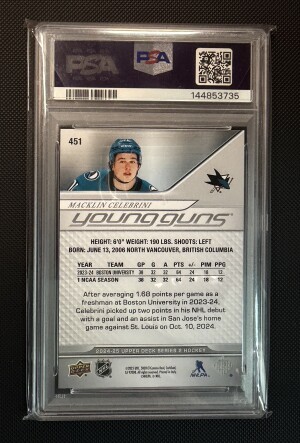 PSA
PSA
144853735
451
MACKLIN CELEBRINI
young guns
HEIGHT: 6'0" WEIGHT: 190 LBS. SHOOTS: LEFT
BORN: JUNE 13, 2006 NORTH VANCOUVER, BRITISH COLUMBIA
YEAR TEAM GP G A PTS +/- PIM PPG
2023-24 BOSTON UNIVERSITY 38 32 32 64 24 18 12
1 NCAA SEASON 38 32 32 64 24 18 12
After averaging 1.68 points per game as a
freshman at Boston University in 2023-24,
Celebrini picked up two points in his NHL debut
with a goal and an assist in San Jose's home
game against St. Louis on Oct. 10, 2024.
2024-25 UPPER DECK SERIES 2 HOCKEY
NHL
NHLPA